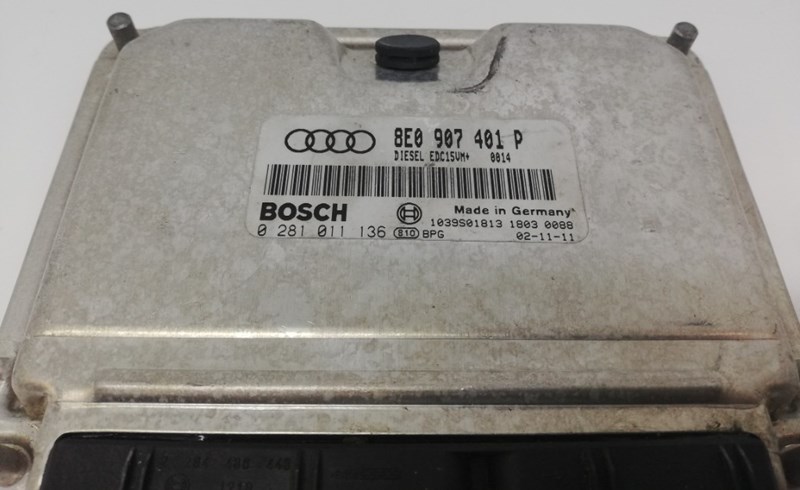 8E0 907 401 P
DIESEL EDC15VM+ 0014
BOSCH Made in Germany
1039S01813 1803 0088
0 281 011 136 810 BPG 02-11-11